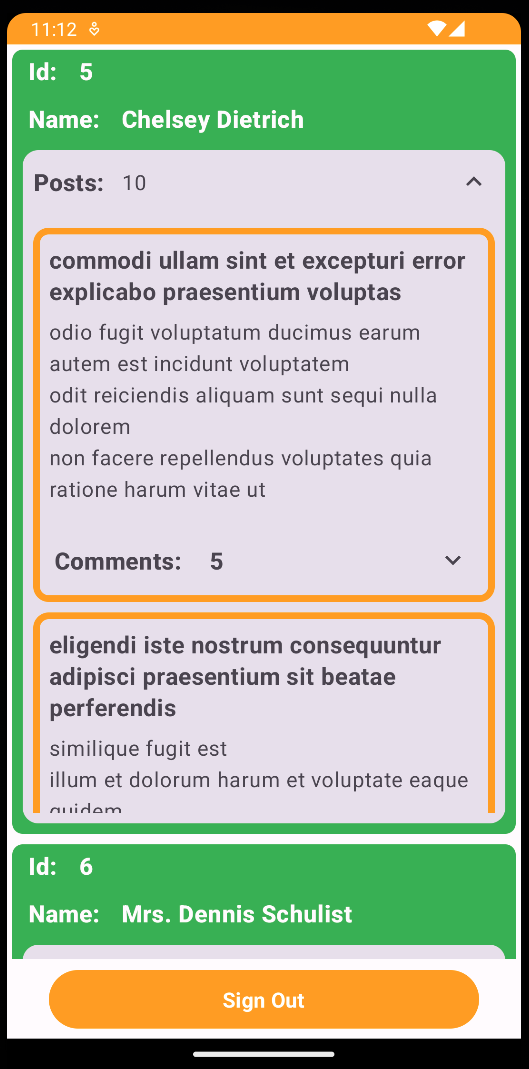 11:12
Id: 5
Name: Chelsey Dietrich
Posts: 10
commodi ullam sint et excepturi error
explicabo praesentium voluptas
odio fugit voluptatum ducimus earum
autem est incidunt voluptatem
odit reiciendis aliquam sunt sequi nulla
dolorem
non facere repellendus voluptates quia
ratione harum vitae ut
Comments: 5
eligendi iste nostrum consequuntur
adipisci praesentium sit beatae
perferendis
similique fugit est
illum et dolorum harum et voluptate eaque
quidem
Id: 6
Name: Mrs. Dennis Schulist
Sign Out